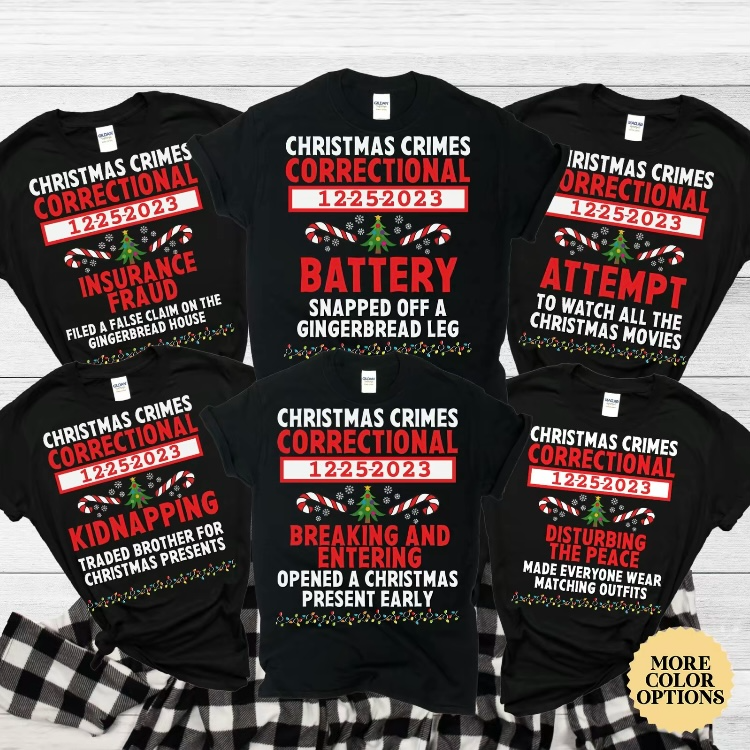 CHRISTMAS CRIMES
CORRECTIONAL
12-25-2023
INSURANCE
FRAUD
FILED A FALSE CLAIM ON THE
GINGERBREAD HOUSE
GILDAN
CHRISTMAS CRIMES
CORRECTIONAL
12-25-2023
BATTERY
SNAPPED OFF A
GINGERBREAD LEG
HRISTMAS CRIMES
ORRECTIONAL
12-25-2023
ATTEMPT
TO WATCH ALL THE
CHRISTMAS MOVIES
CHRISTMAS CRIMES
CORRECTIONAL
12-25-2023
KIDNAPPING
TRADED BROTHER FOR
CHRISTMAS PRESENTS
CHRISTMAS CRIMES
CORRECTIONAL
12-25-2023
BREAKING AND
ENTERING
OPENED A CHRISTMAS
PRESENT EARLY
CHRISTMAS CRIMES
CORRECTIONAL
12-25-2023
DISTURBING
THE PEACE
MADE EVERYONE WEAR
MATCHING OUTFITS
MORE
COLOR
OPTIONS